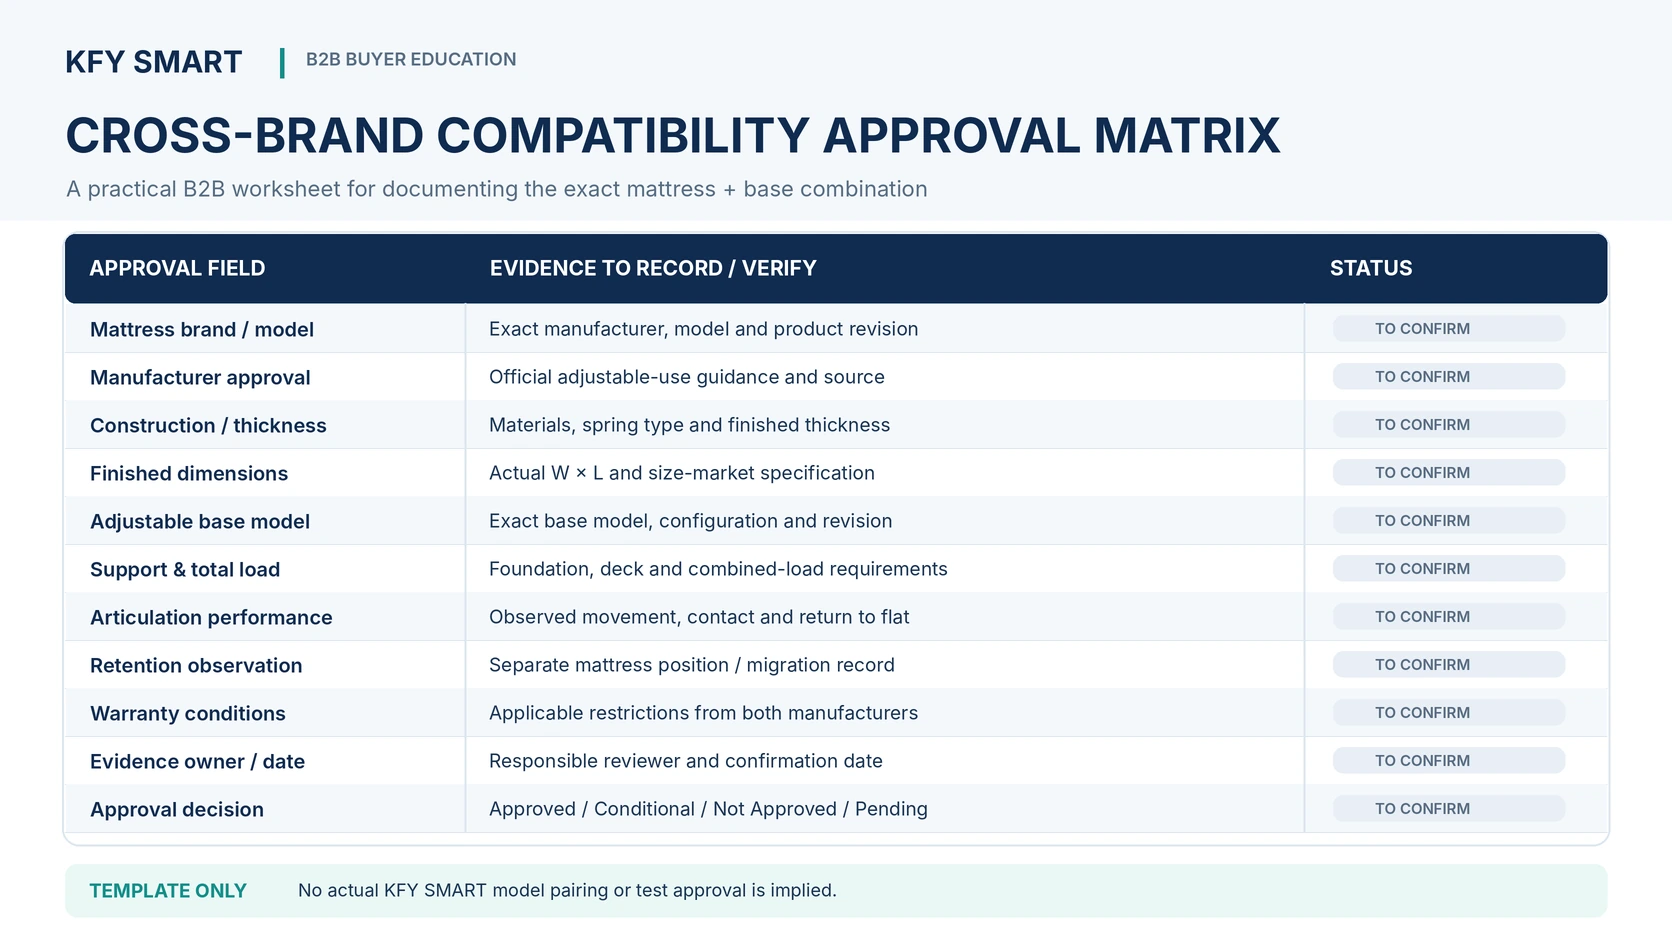 KFY SMART
B2B BUYER EDUCATION
CROSS-BRAND COMPATIBILITY APPROVAL MATRIX
A practical B2B worksheet for documenting the exact mattress + base combination
APPROVAL FIELD EVIDENCE TO RECORD / VERIFY STATUS
Mattress brand / model Exact manufacturer, model and product revision TO CONFIRM
Manufacturer approval Official adjustable-use guidance and source TO CONFIRM
Construction / thickness Materials, spring type and finished thickness TO CONFIRM
Finished dimensions Actual W × L and size-market specification TO CONFIRM
Adjustable base model Exact base model, configuration and revision TO CONFIRM
Support & total load Foundation, deck and combined-load requirements TO CONFIRM
Articulation performance Observed movement, contact and return to flat TO CONFIRM
Retention observation Separate mattress position / migration record TO CONFIRM
Warranty conditions Applicable restrictions from both manufacturers TO CONFIRM
Evidence owner / date Responsible reviewer and confirmation date TO CONFIRM
Approval decision Approved / Conditional / Not Approved / Pending TO CONFIRM
TEMPLATE ONLY No actual KFY SMART model pairing or test approval is implied.